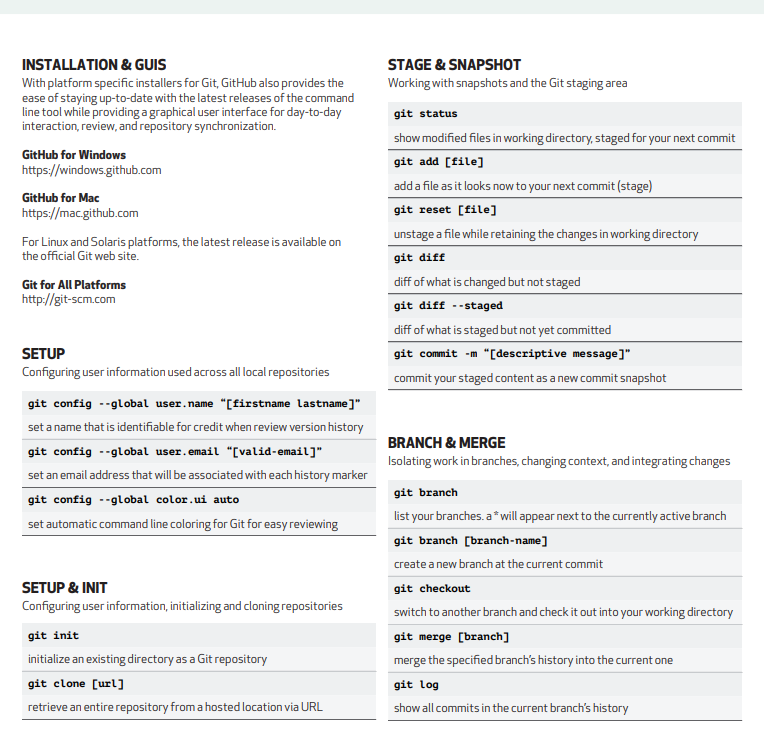 INSTALLATION & GUIS
With platform specific installers for Git, GitHub also provides the
ease of staying up-to-date with the latest releases of the command
line tool while providing a graphical user interface for day-to-day
interaction, review, and repository synchronization.
GitHub for Windows
https://windows.github.com
GitHub for Mac
https://mac.github.com
For Linux and Solaris platforms, the latest release is available on
the official Git web site.
Git for All Platforms
http://git-scm.com
SETUP
Configuring user information used across all local repositories
git config --global user.name “[firstname lastname]”
set a name that is identifiable for credit when review version history
git config --global user.email “[valid-email]”
set an email address that will be associated with each history marker
git config --global color.ui auto
set automatic command line coloring for Git for easy reviewing
SETUP & INIT
Configuring user information, initializing and cloning repositories
git init
initialize an existing directory as a Git repository
git clone [url]
retrieve an entire repository from a hosted location via URL
STAGE & SNAPSHOT
Working with snapshots and the Git staging area
git status
show modified files in working directory, staged for your next commit
git add [file]
add a file as it looks now to your next commit (stage)
git reset [file]
unstage a file while retaining the changes in working directory
git diff
diff of what is changed but not staged
git diff --staged
diff of what is staged but not yet committed
git commit -m “[descriptive message]”
commit your staged content as a new commit snapshot
BRANCH & MERGE
Isolating work in branches, changing context, and integrating changes
git branch
list your branches. a * will appear next to the currently active branch
git branch [branch-name]
create a new branch at the current commit
git checkout
switch to another branch and check it out into your working directory
git merge [branch]
merge the specified branch’s history into the current one
git log
show all commits in the current branch’s history